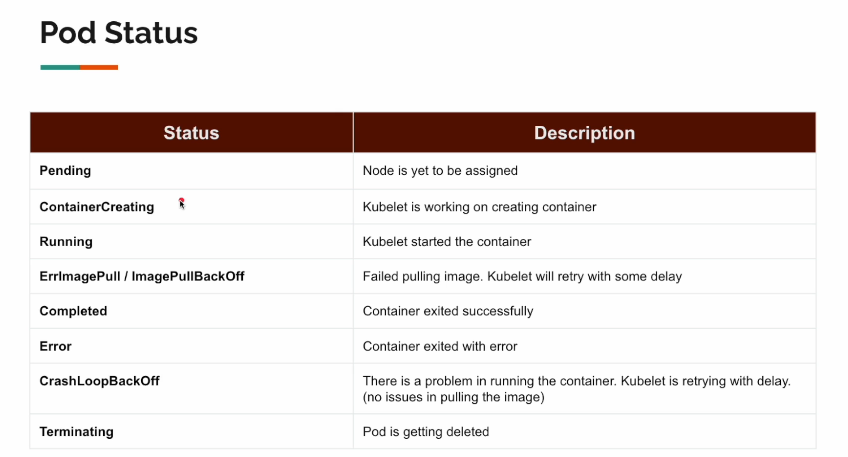 Pod Status
Status Description
Pending Node is yet to be assigned
ContainerCreating Kubelet is working on creating container
Running Kubelet started the container
ErrImagePull / ImagePullBackOff Failed pulling image. Kubelet will retry with some delay
Completed Container exited successfully
Error Container exited with error
CrashLoopBackOff There is a problem in running the container. Kubelet is retrying with delay.
(no issues in pulling the image)
Terminating Pod is getting deleted